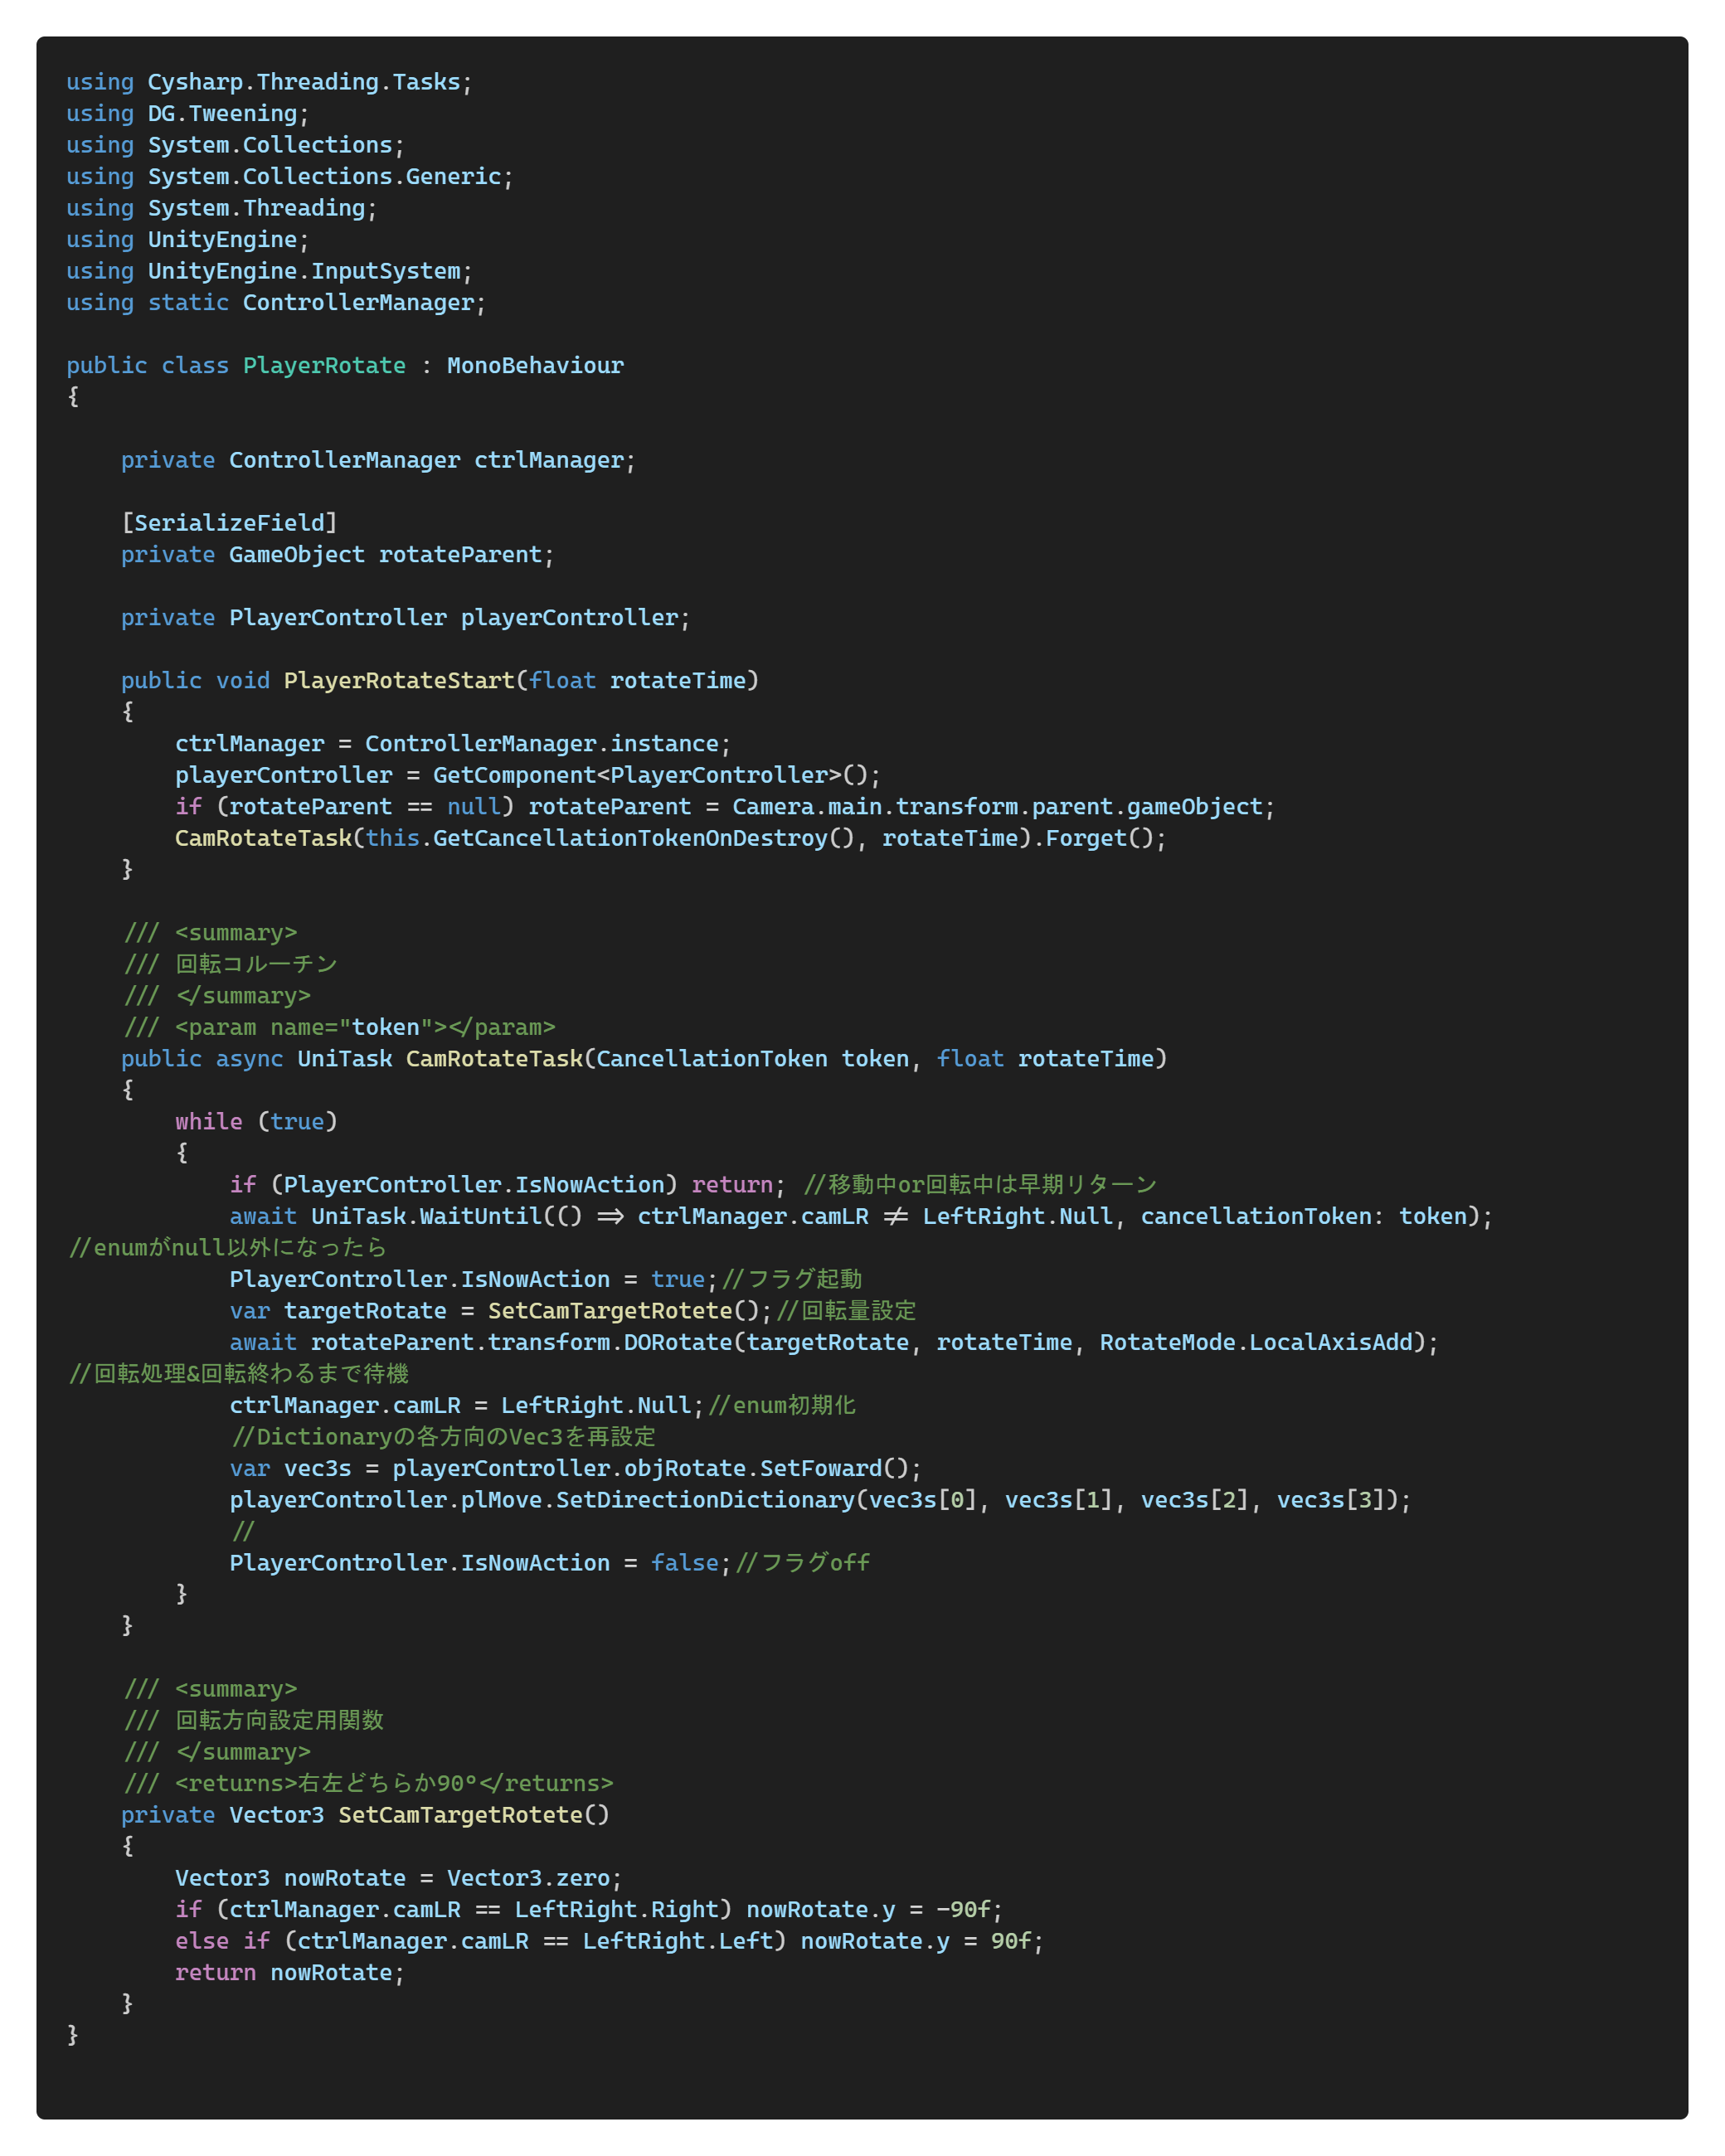 using Cysharp.Threading.Tasks;
using DG.Tweening;
using System.Collections;
using System.Collections.Generic;
using System.Threading;
using UnityEngine;
using UnityEngine.InputSystem;
using static ControllerManager;

public class PlayerRotate : MonoBehaviour
{

    private ControllerManager ctrlManager;

    [SerializeField]
    private GameObject rotateParent;

    private PlayerController playerController;

    public void PlayerRotateStart(float rotateTime)
    {
        ctrlManager = ControllerManager.instance;
        playerController = GetComponent<PlayerController>();
        if (rotateParent == null) rotateParent = Camera.main.transform.parent.gameObject;
        CamRotateTask(this.GetCancellationTokenOnDestroy(), rotateTime).Forget();
    }

    /// <summary>
    /// 回転コルーチン
    /// </summary>
    /// <param name="token"></param>
    public async UniTask CamRotateTask(CancellationToken token, float rotateTime)
    {
        while (true)
        {
            if (PlayerController.IsNowAction) return; //移動中or回転中は早期リターン
            await UniTask.WaitUntil(() => ctrlManager.camLR != LeftRight.Null, cancellationToken: token);
//enumがnull以外になったら
            PlayerController.IsNowAction = true;//フラグ起動
            var targetRotate = SetCamTargetRotete();//回転量設定
            await rotateParent.transform.DORotate(targetRotate, rotateTime, RotateMode.LocalAxisAdd);
//回転処理&回転終わるまで待機
            ctrlManager.camLR = LeftRight.Null;//enum初期化
            //Dictionaryの各方向のVec3を再設定
            var vec3s = playerController.objRotate.SetFoward();
            playerController.plMove.SetDirectionDictionary(vec3s[0], vec3s[1], vec3s[2], vec3s[3]);
            //
            PlayerController.IsNowAction = false;//フラグoff
        }
    }

    /// <summary>
    /// 回転方向設定用関数
    /// </summary>
    /// <returns>右左どちらか90°</returns>
    private Vector3 SetCamTargetRotete()
    {
        Vector3 nowRotate = Vector3.zero;
        if (ctrlManager.camLR == LeftRight.Right) nowRotate.y = -90f;
        else if (ctrlManager.camLR == LeftRight.Left) nowRotate.y = 90f;
        return nowRotate;
    }
}